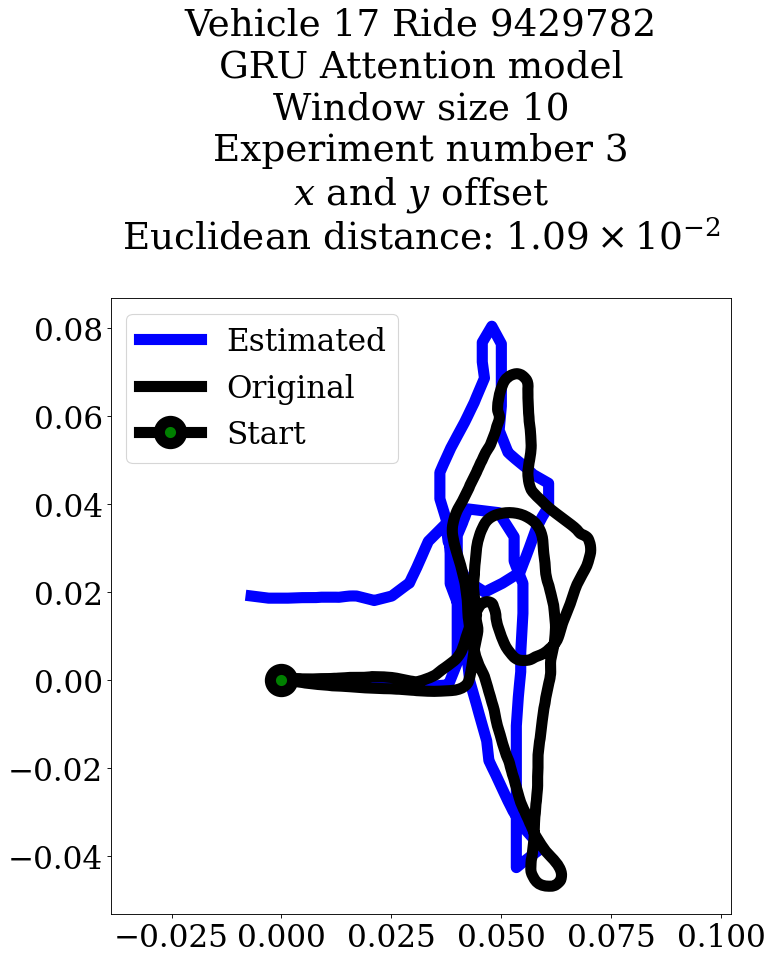 Vehicle 17 Ride 9429782
GRU Attention model
Window size 10
Experiment number 3
x and y offset
Euclidean distance: 1.09 × 10⁻²
Estimated
Original
Start
0.08
0.06
0.04
0.02
0.00
−0.02
−0.04
−0.025 0.000 0.025 0.050 0.075 0.100